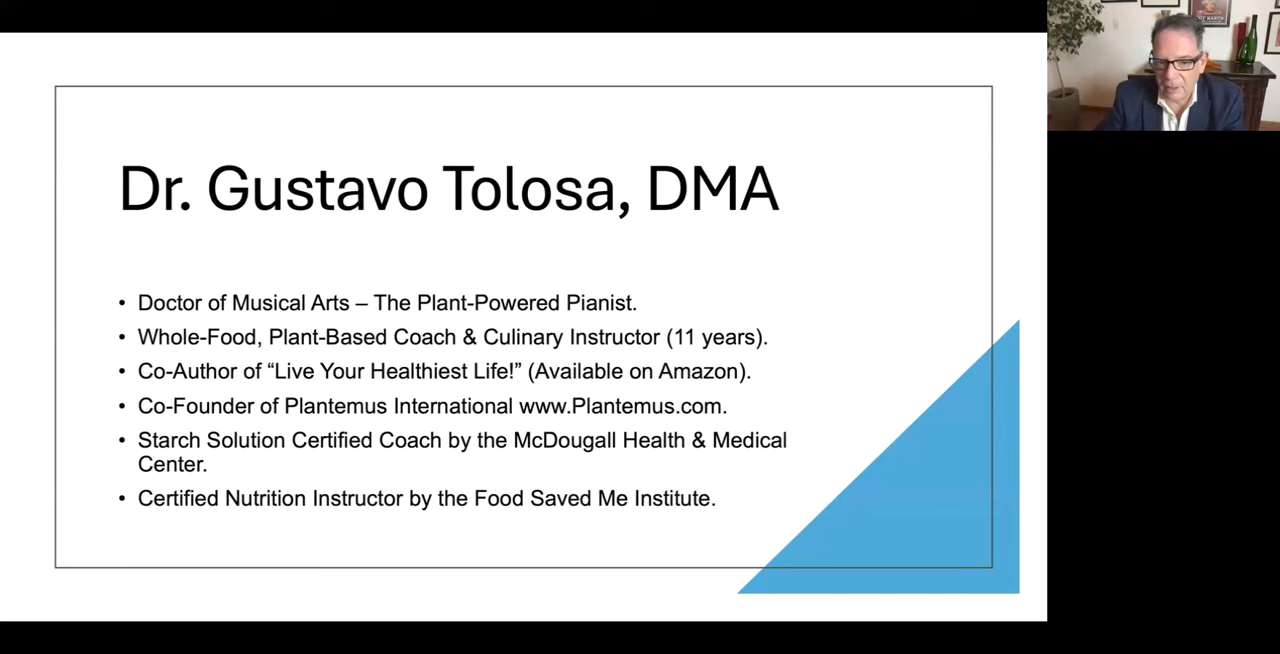 Dr. Gustavo Tolosa, DMA
• Doctor of Musical Arts – The Plant-Powered Pianist.
• Whole-Food, Plant-Based Coach & Culinary Instructor (11 years).
• Co-Author of “Live Your Healthiest Life!” (Available on Amazon).
• Co-Founder of Plantemus International www.Plantemus.com.
• Starch Solution Certified Coach by the McDougall Health & Medical
Center.
• Certified Nutrition Instructor by the Food Saved Me Institute.